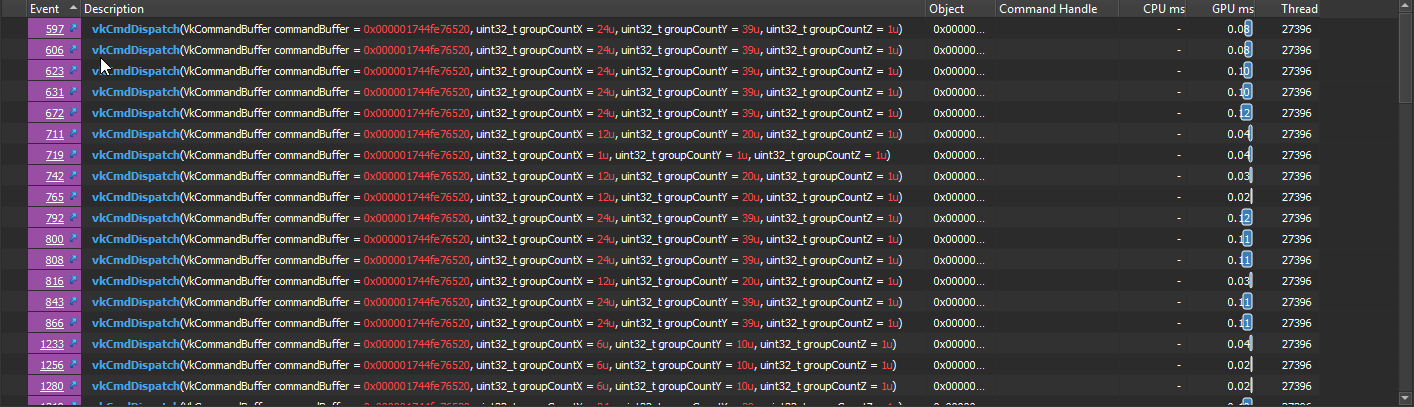 Event Description Object Command Handle CPU ms GPU ms Thread
597 vkCmdDispatch(VkCommandBuffer commandBuffer = 0x000001744fe76520, uint32_t groupCountX = 24u, uint32_t groupCountY = 39u, uint32_t groupCountZ = 1u) 0x00000... - 0.08 27396
606 vkCmdDispatch(VkCommandBuffer commandBuffer = 0x000001744fe76520, uint32_t groupCountX = 24u, uint32_t groupCountY = 39u, uint32_t groupCountZ = 1u) 0x00000... - 0.08 27396
623 vkCmdDispatch(VkCommandBuffer commandBuffer = 0x000001744fe76520, uint32_t groupCountX = 24u, uint32_t groupCountY = 39u, uint32_t groupCountZ = 1u) 0x00000... - 0.10 27396
631 vkCmdDispatch(VkCommandBuffer commandBuffer = 0x000001744fe76520, uint32_t groupCountX = 24u, uint32_t groupCountY = 39u, uint32_t groupCountZ = 1u) 0x00000... - 0.10 27396
672 vkCmdDispatch(VkCommandBuffer commandBuffer = 0x000001744fe76520, uint32_t groupCountX = 24u, uint32_t groupCountY = 39u, uint32_t groupCountZ = 1u) 0x00000... - 0.12 27396
711 vkCmdDispatch(VkCommandBuffer commandBuffer = 0x000001744fe76520, uint32_t groupCountX = 12u, uint32_t groupCountY = 20u, uint32_t groupCountZ = 1u) 0x00000... - 0.04 27396
719 vkCmdDispatch(VkCommandBuffer commandBuffer = 0x000001744fe76520, uint32_t groupCountX = 1u, uint32_t groupCountY = 1u, uint32_t groupCountZ = 1u) 0x00000... - 0.04 27396
742 vkCmdDispatch(VkCommandBuffer commandBuffer = 0x000001744fe76520, uint32_t groupCountX = 12u, uint32_t groupCountY = 20u, uint32_t groupCountZ = 1u) 0x00000... - 0.03 27396
765 vkCmdDispatch(VkCommandBuffer commandBuffer = 0x000001744fe76520, uint32_t groupCountX = 12u, uint32_t groupCountY = 20u, uint32_t groupCountZ = 1u) 0x00000... - 0.02 27396
792 vkCmdDispatch(VkCommandBuffer commandBuffer = 0x000001744fe76520, uint32_t groupCountX = 24u, uint32_t groupCountY = 39u, uint32_t groupCountZ = 1u) 0x00000... - 0.12 27396
800 vkCmdDispatch(VkCommandBuffer commandBuffer = 0x000001744fe76520, uint32_t groupCountX = 24u, uint32_t groupCountY = 39u, uint32_t groupCountZ = 1u) 0x00000... - 0.11 27396
808 vkCmdDispatch(VkCommandBuffer commandBuffer = 0x000001744fe76520, uint32_t groupCountX = 24u, uint32_t groupCountY = 39u, uint32_t groupCountZ = 1u) 0x00000... - 0.11 27396
816 vkCmdDispatch(VkCommandBuffer commandBuffer = 0x000001744fe76520, uint32_t groupCountX = 12u, uint32_t groupCountY = 20u, uint32_t groupCountZ = 1u) 0x00000... - 0.03 27396
843 vkCmdDispatch(VkCommandBuffer commandBuffer = 0x000001744fe76520, uint32_t groupCountX = 24u, uint32_t groupCountY = 39u, uint32_t groupCountZ = 1u) 0x00000... - 0.11 27396
866 vkCmdDispatch(VkCommandBuffer commandBuffer = 0x000001744fe76520, uint32_t groupCountX = 24u, uint32_t groupCountY = 39u, uint32_t groupCountZ = 1u) 0x00000... - 0.11 27396
1233 vkCmdDispatch(VkCommandBuffer commandBuffer = 0x000001744fe76520, uint32_t groupCountX = 6u, uint32_t groupCountY = 10u, uint32_t groupCountZ = 1u) 0x00000... - 0.04 27396
1256 vkCmdDispatch(VkCommandBuffer commandBuffer = 0x000001744fe76520, uint32_t groupCountX = 6u, uint32_t groupCountY = 10u, uint32_t groupCountZ = 1u) 0x00000... - 0.02 27396
1280 vkCmdDispatch(VkCommandBuffer commandBuffer = 0x000001744fe76520, uint32_t groupCountX = 6u, uint32_t groupCountY = 10u, uint32_t groupCountZ = 1u) 0x00000... - 0.02 27396